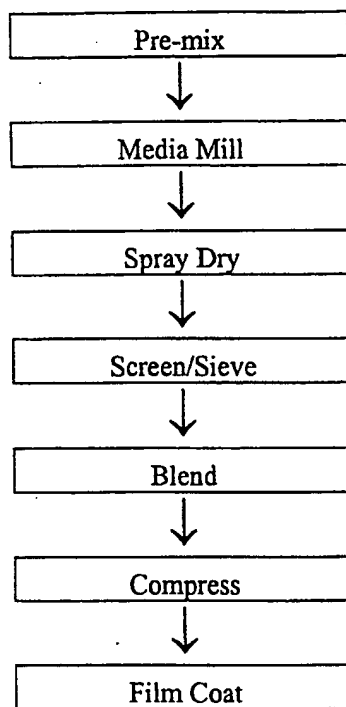 Pre-mix
Media Mill
Spray Dry
Screen/Sieve
Blend
Compress
Film Coat